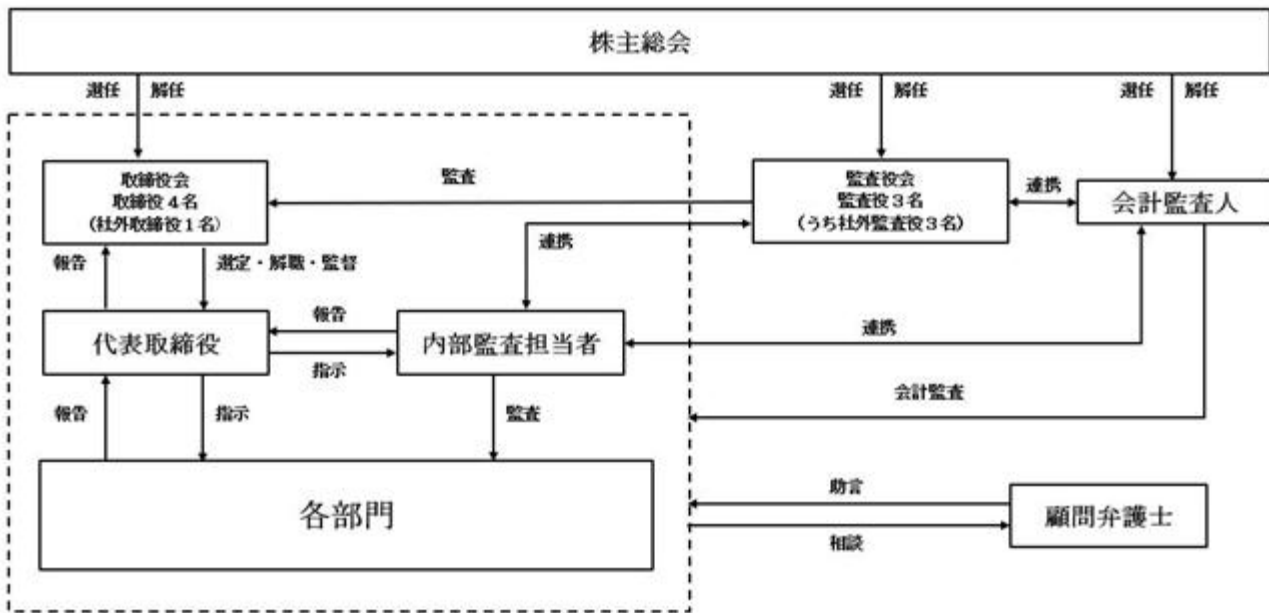 株主総会
選任 解任
選任 解任
選任 解任
取締役会
取締役4名
(社外取締役1名)
監査
監査役会
監査役3名
(うち社外監査役3名)
連携
会計監査人
報告
選定・解職・監督
連携
代表取締役
報告
指示
内部監査担当者
連携
報告
指示
監査
会計監査
各部門
助言
相談
顧問弁護士